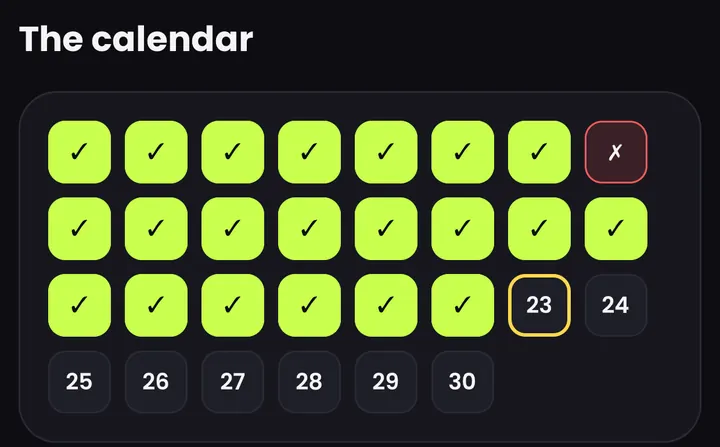 The calendar
✓ ✓ ✓ ✓ ✓ ✓ ✓ ✗
✓ ✓ ✓ ✓ ✓ ✓ ✓ ✓
✓ ✓ ✓ ✓ ✓ ✓ 23 24
25 26 27 28 29 30